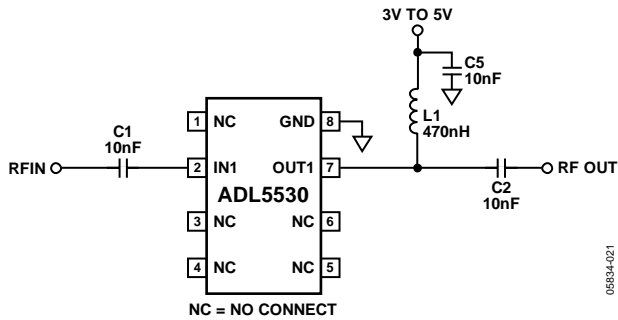 3V TO 5V
C5
10nF
L1
470nH
C1
10nF
1 NC
GND 8
RFIN
2 IN1
OUT1 7
RF OUT
ADL5530
C2
10nF
3 NC
NC 6
4 NC
NC 5
NC = NO CONNECT
05834-021